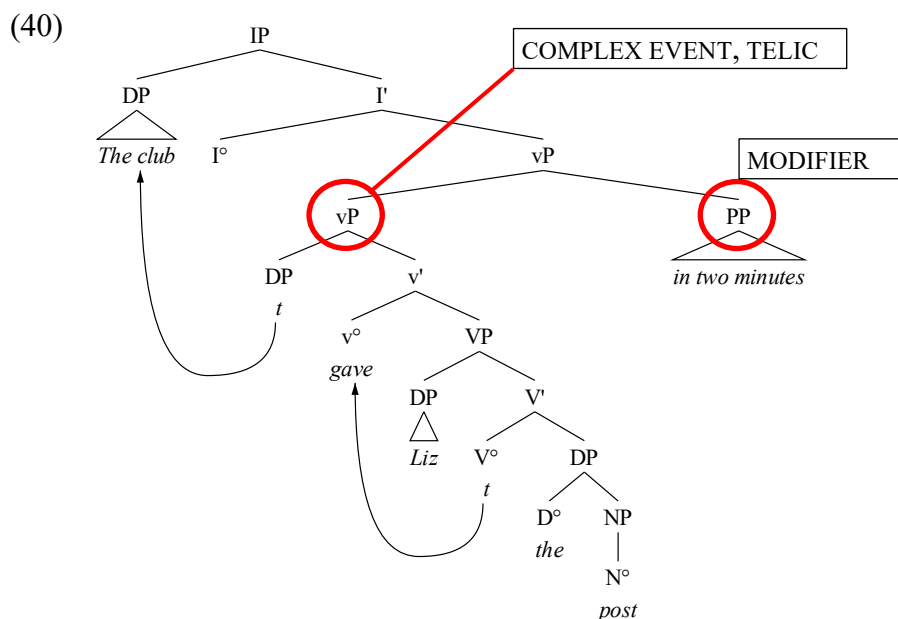 (40)
IP
COMPLEX EVENT, TELIC
DP I'
The club I° vP
MODIFIER
vP PP
DP v' in two minutes
t
v° VP
gave
DP V'
Liz V° DP
t
D° NP
the
N°
post